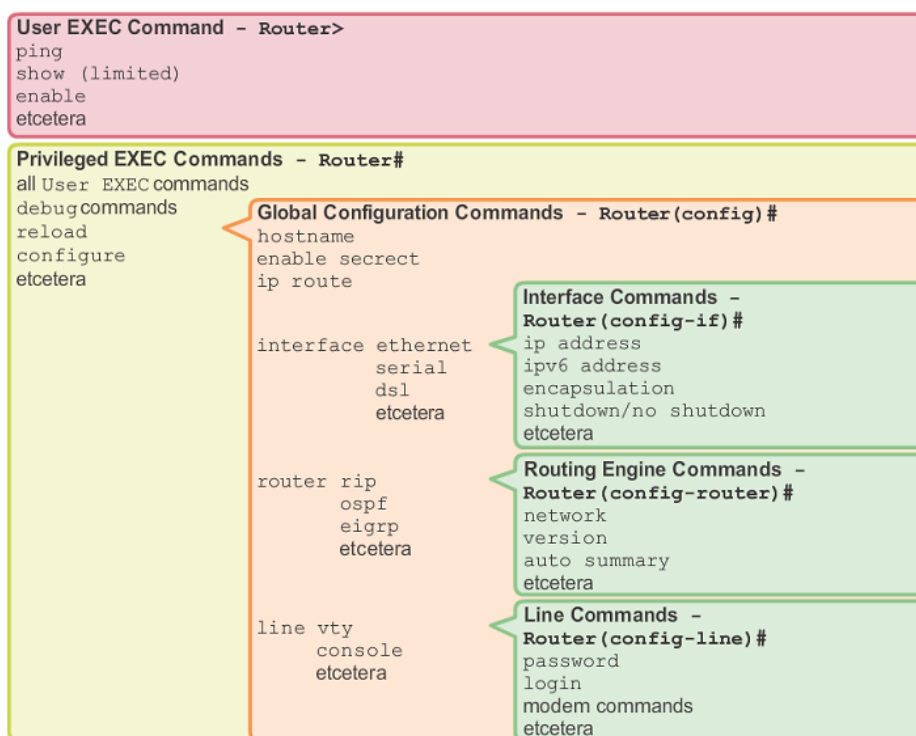 User EXEC Command - Router>
ping
show (limited)
enable
etcetera
Privileged EXEC Commands - Router#
all User EXEC commands
debug commands
reload
configure
etcetera
Global Configuration Commands - Router(config)#
hostname
enable secrect
ip route
interface ethernet
serial
dsl
etcetera
Interface Commands -
Router(config-if)#
ip address
ipv6 address
encapsulation
shutdown/no shutdown
etcetera
router rip
ospf
eigrp
etcetera
Routing Engine Commands -
Router(config-router)#
network
version
auto summary
etcetera
line vty
console
etcetera
Line Commands -
Router(config-line)#
password
login
modem commands
etcetera